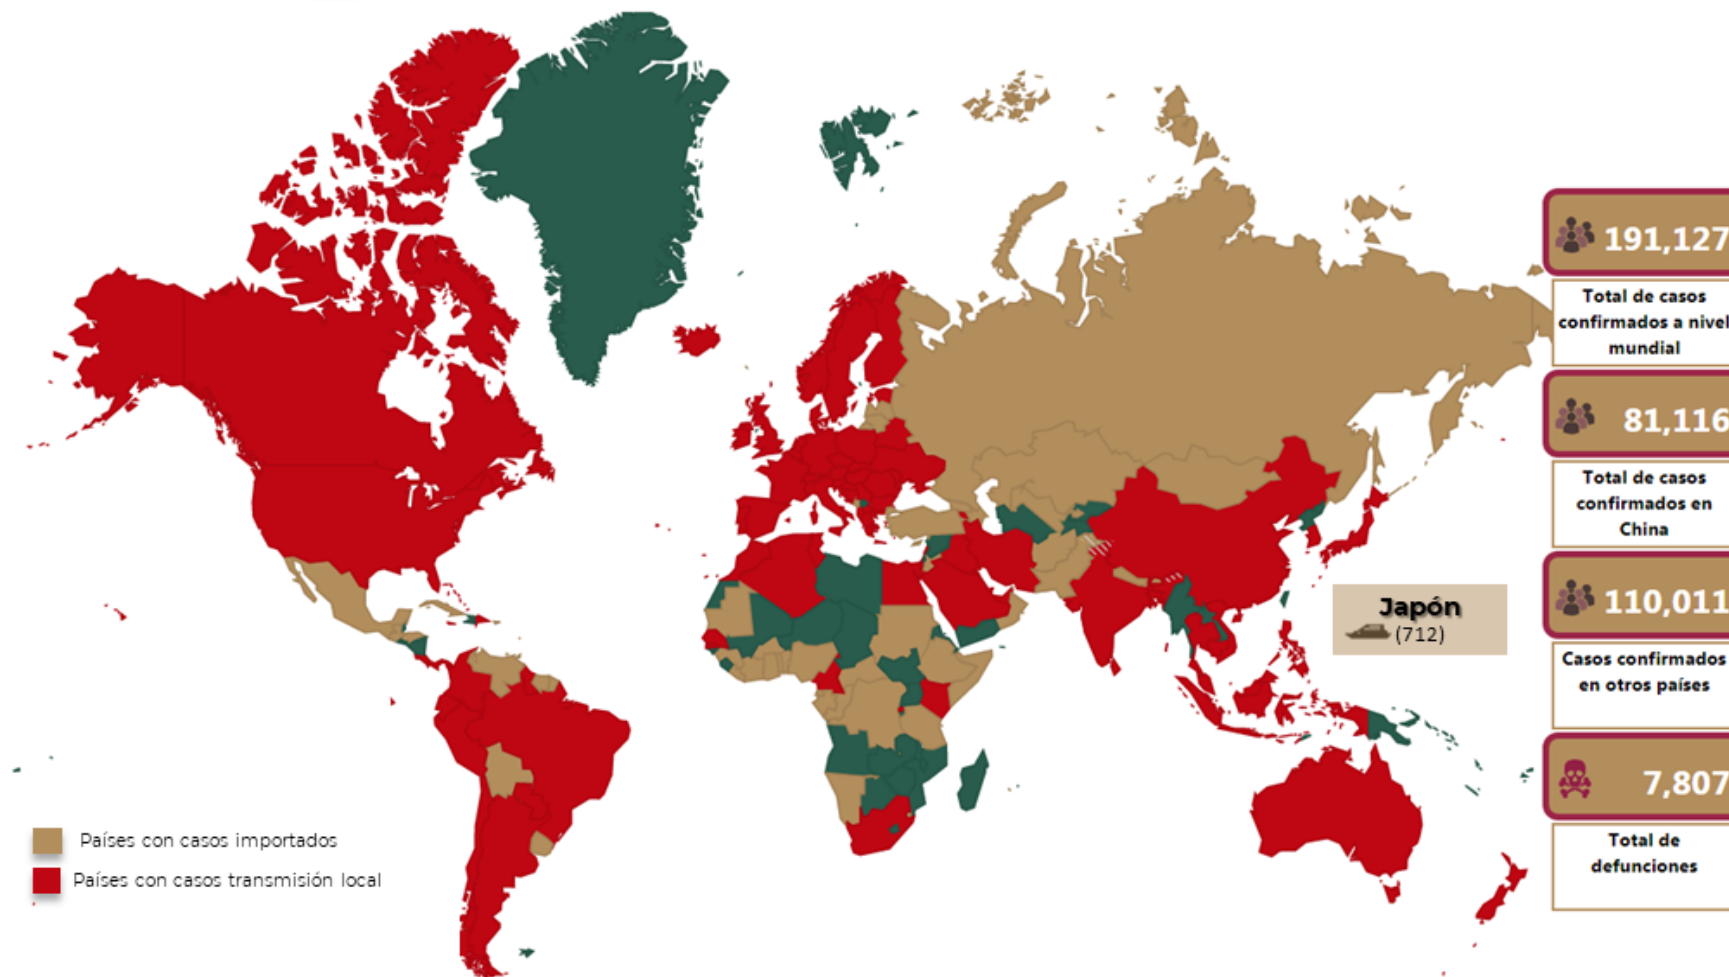 191,127
Total de casos
confirmados a nivel
mundial
81,116
Total de casos
confirmados en
China
110,011
Casos confirmados
en otros países
7,807
Total de
defunciones
Japón
(712)
Países con casos importados
Países con casos transmisión local